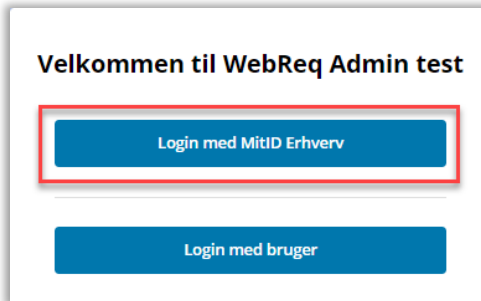 Velkommen til WebReq Admin test
Login med MitID Erhverv
Login med bruger